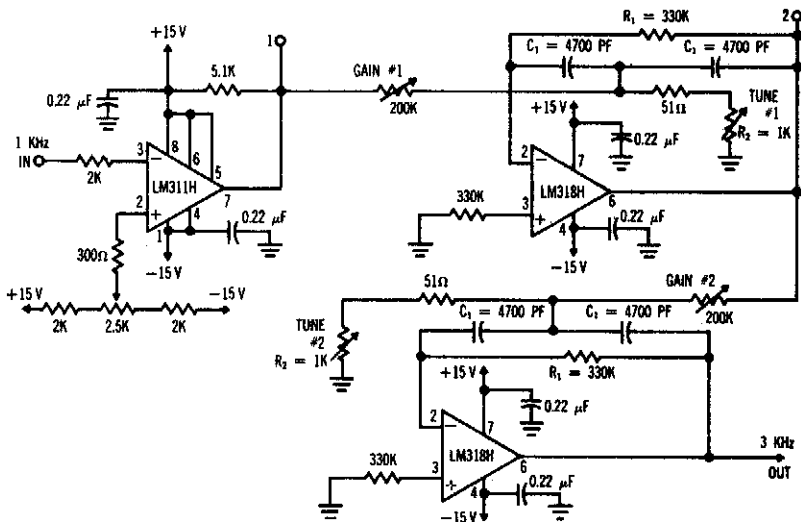 +15 V
1
5.1K
0.22 μF
1 KHz
IN
2K
3
−
8
6
5
LM311H
7
2
+
1
4
0.22 μF
−15 V
300Ω
+15 V
−15 V
2K
2.5K
2K
GAIN #1
200K
R₁ = 330K
2
C₁ = 4700 PF
C₁ = 4700 PF
51Ω
TUNE
#1
R₂ = 1K
+15 V
0.22 μF
2
−
7
LM318H
6
330K
3
+
4
0.22 μF
−15 V
GAIN #2
200K
51Ω
C₁ = 4700 PF
C₁ = 4700 PF
TUNE
#2
R₂ = 1K
R₁ = 330K
+15 V
0.22 μF
2
−
7
LM318H
6
3 KHz
OUT
330K
3
+
4
0.22 μF
−15 V